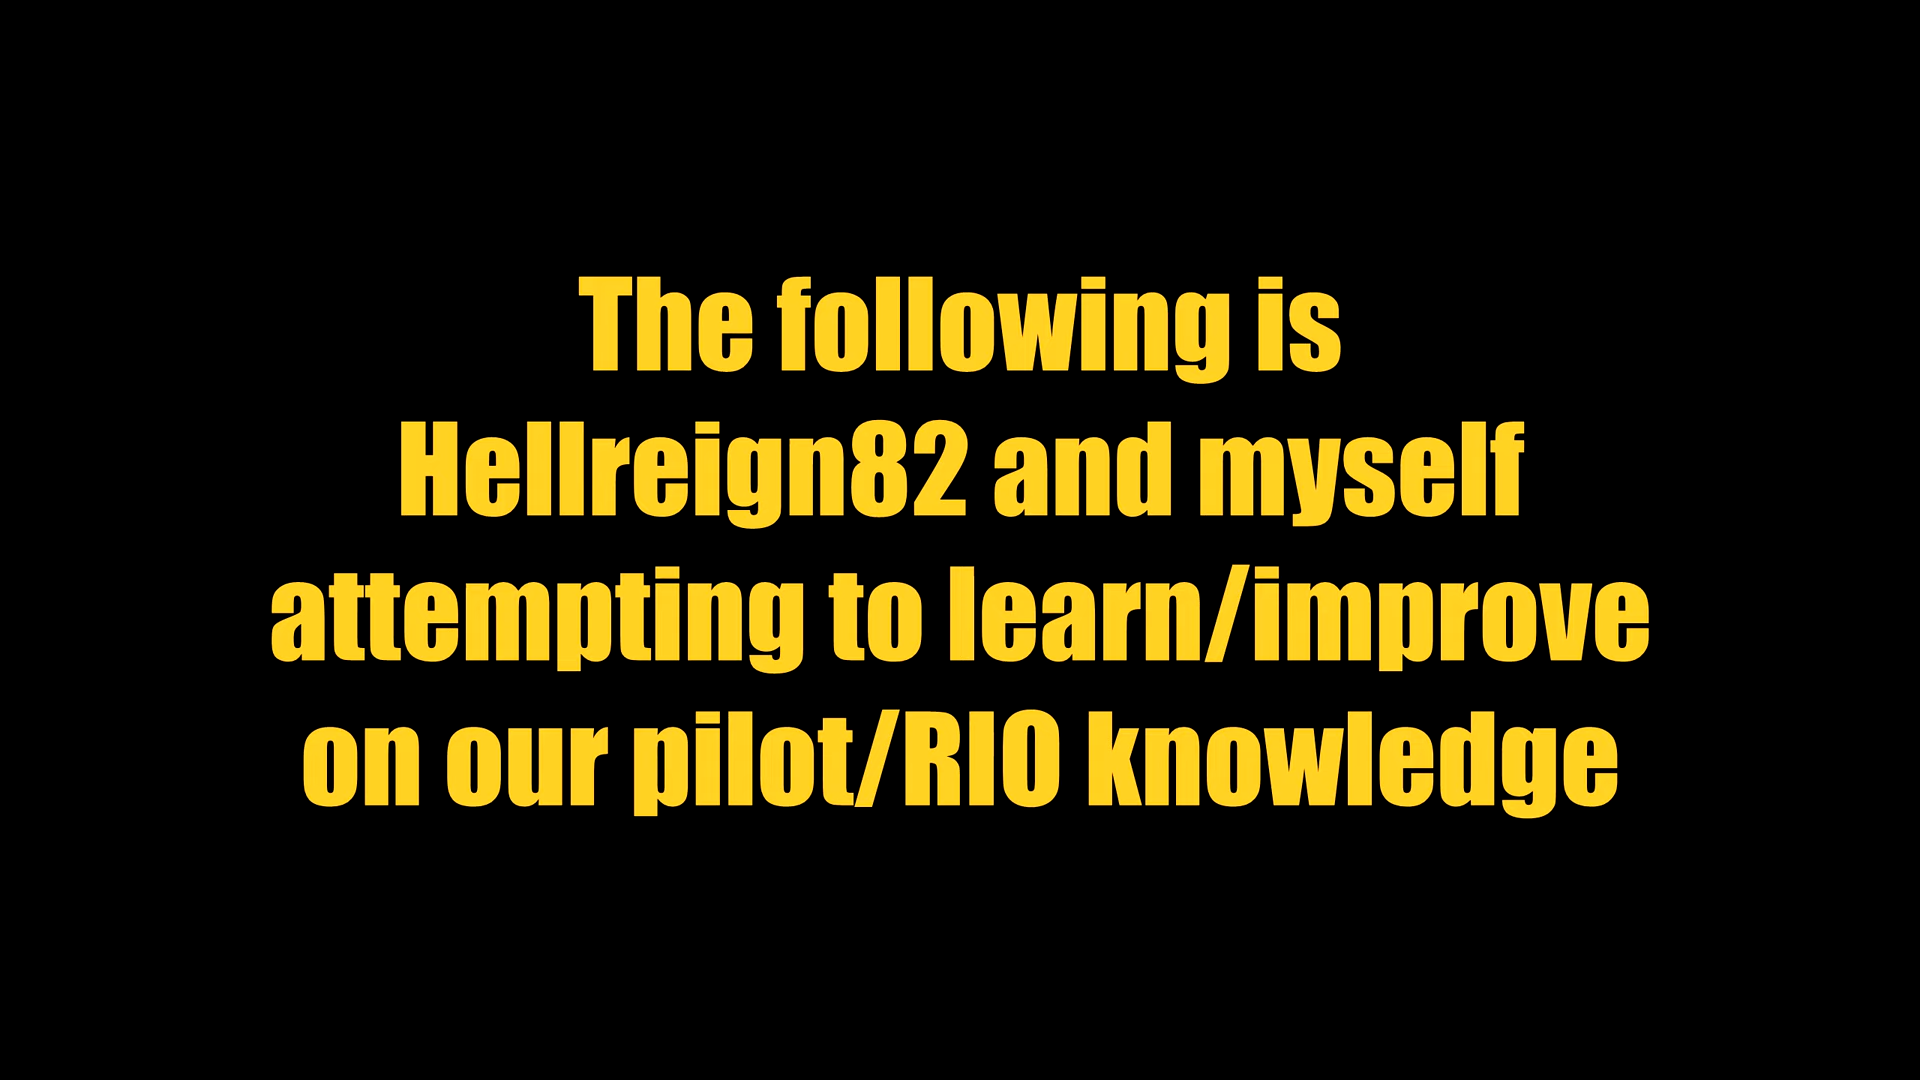 The following is
Hellreign82 and myself
attempting to learn/improve
on our pilot/RIO knowledge